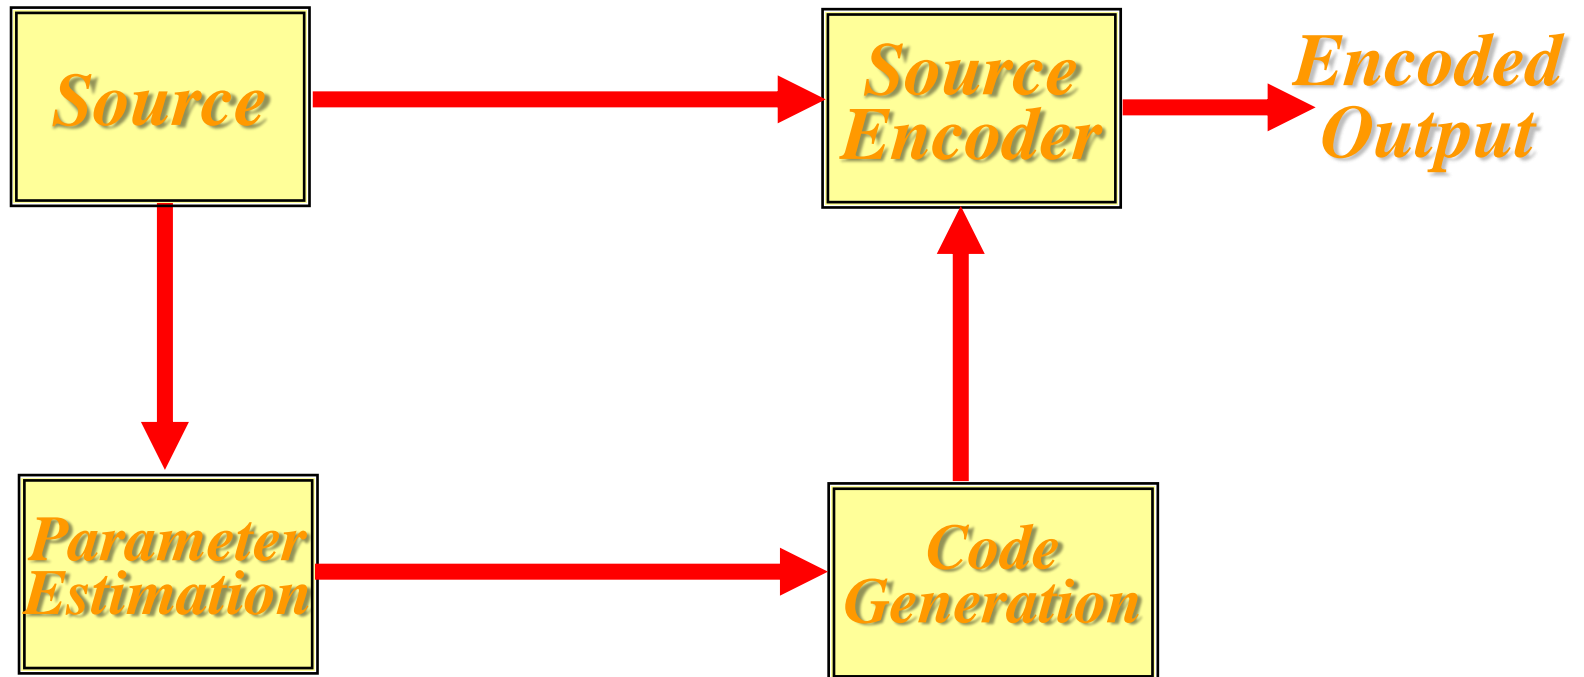 Source
Source
Encoder
Encoded
Output
Parameter
Estimation
Code
Generation